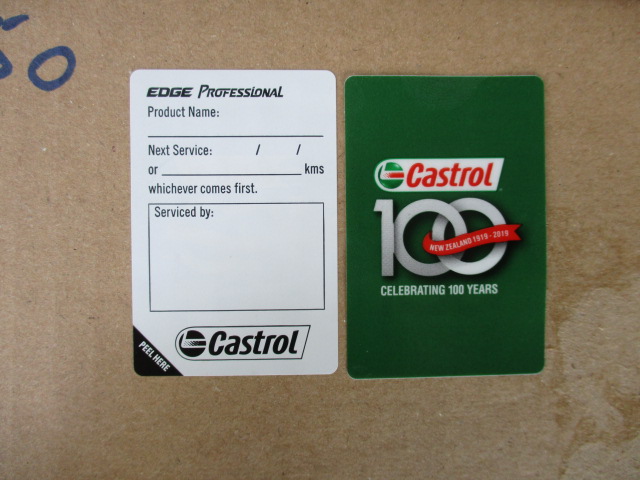 50
EDGE PROFESSIONAL
Product Name:
Next Service: / /
or kms
whichever comes first.
Serviced by:
PEEL HERE
Castrol
Castrol
100
NEW ZEALAND 1919 - 2019
CELEBRATING 100 YEARS